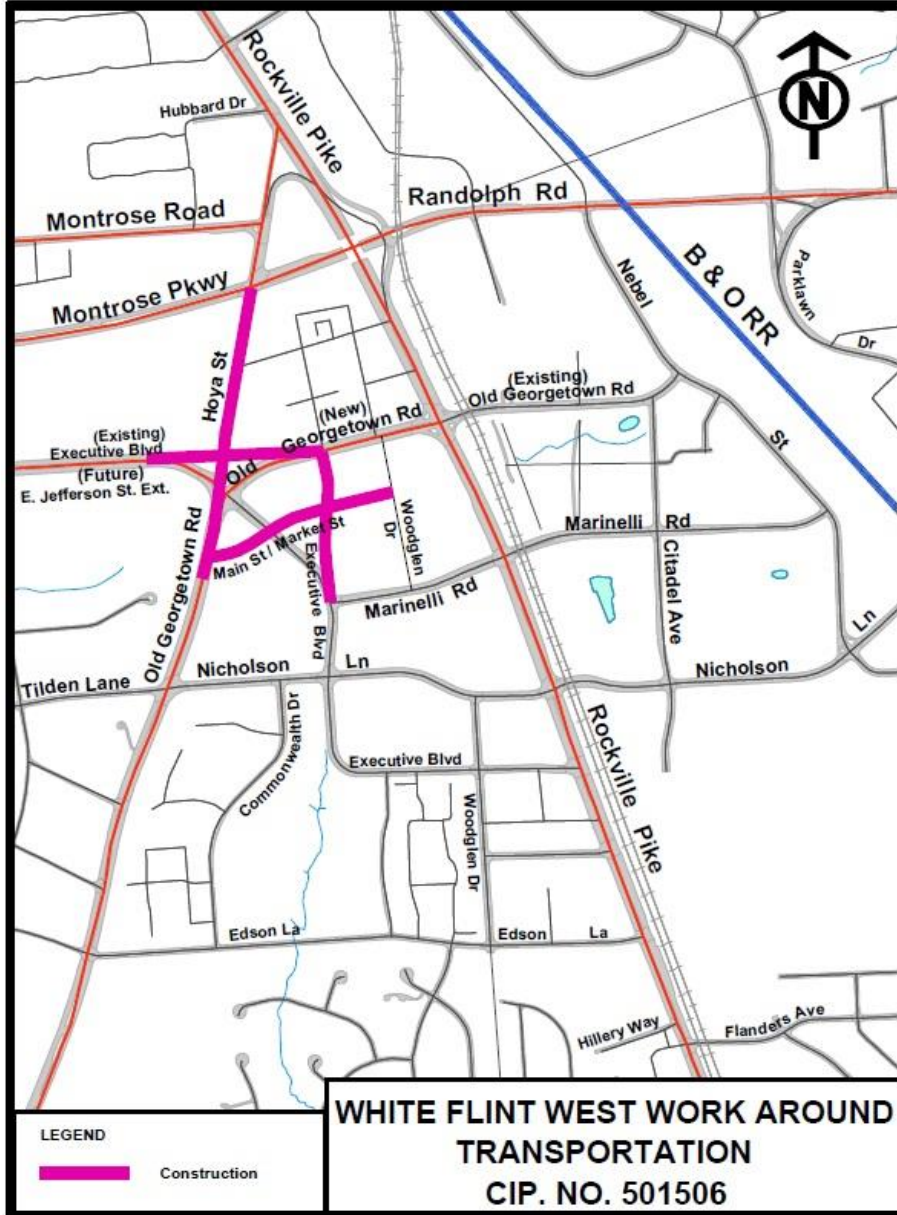 Rockville Pike
Hubbard Dr
N
Randolph Rd
Montrose Road
B & O RR
Nebel
Parklawn
Montrose Pkwy
Dr
Hoya St
(Existing)
Old Georgetown Rd
(New)
Old Georgetown Rd
(Existing)
Executive Blvd
(Future)
E. Jefferson St. Ext.
St
Woodglen
Dr
Marinelli Rd
Main St / Market St
Executive Blvd
Citadel Ave
Marinelli Rd
Old Georgetown Rd
Ln
Nicholson Ln
Nicholson
Tilden Lane
Commonwealth Dr
Rockville Pike
Executive Blvd
Woodglen Dr
Edson La
Edson La
Hillery Way
Flanders Ave
LEGEND
Construction
WHITE FLINT WEST WORK AROUND
TRANSPORTATION
CIP. NO. 501506